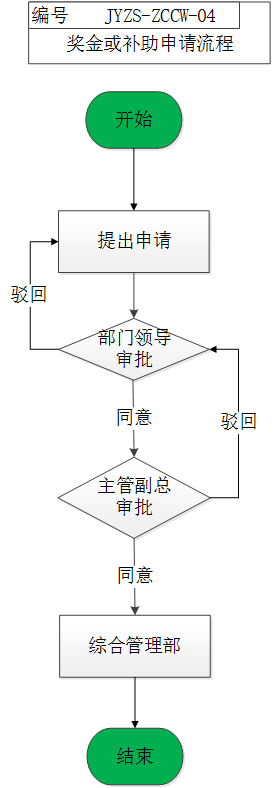 编号 JYZS-ZCCW-04
奖金或补助申请流程
开始
提出申请
驳回
部门领导
审批
同意
驳回
主管副总
审批
同意
综合管理部
结束